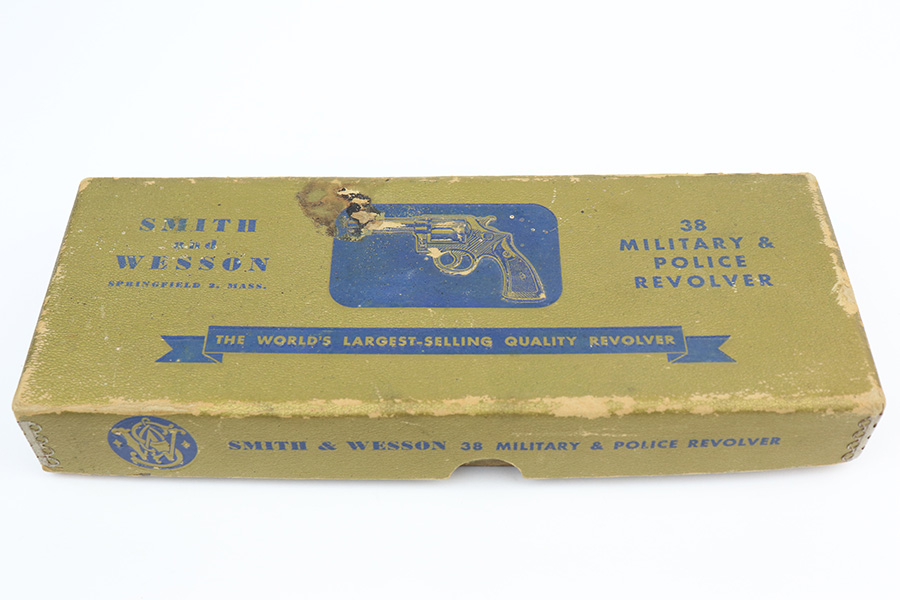 SMITH
and
WESSON
SPRINGFIELD 2, MASS.
38
MILITARY &
POLICE
REVOLVER
THE WORLD'S LARGEST-SELLING QUALITY REVOLVER
SMITH & WESSON 38 MILITARY & POLICE REVOLVER